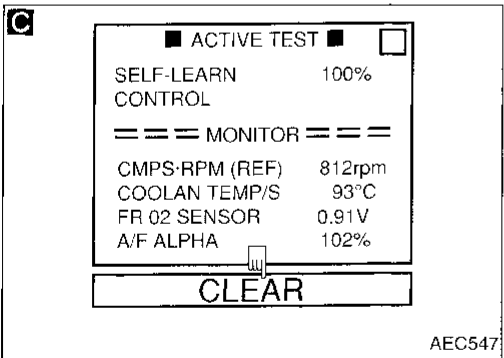 C
■ ACTIVE TEST ■
SELF-LEARN 100%
CONTROL
=== MONITOR ===
CMPS·RPM (REF) 812rpm
COOLAN TEMP/S 93°C
FR 02 SENSOR 0.91V
A/F ALPHA 102%
CLEAR
AEC547